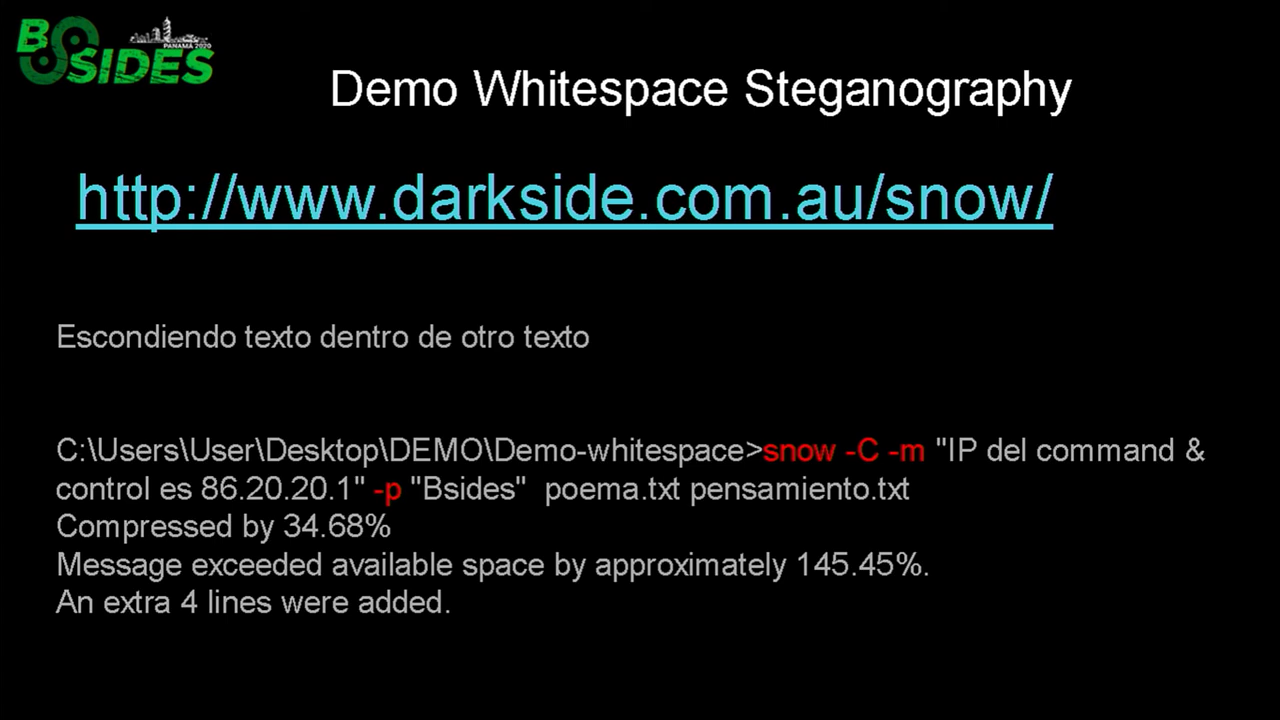 BSIDES
PANAMÁ 2020
Demo Whitespace Steganography
http://www.darkside.com.au/snow/
Escondiendo texto dentro de otro texto
C:\Users\User\Desktop\DEMO\Demo-whitespace>snow -C -m "IP del command &
control es 86.20.20.1" -p "Bsides"  poema.txt pensamiento.txt
Compressed by 34.68%
Message exceeded available space by approximately 145.45%.
An extra 4 lines were added.